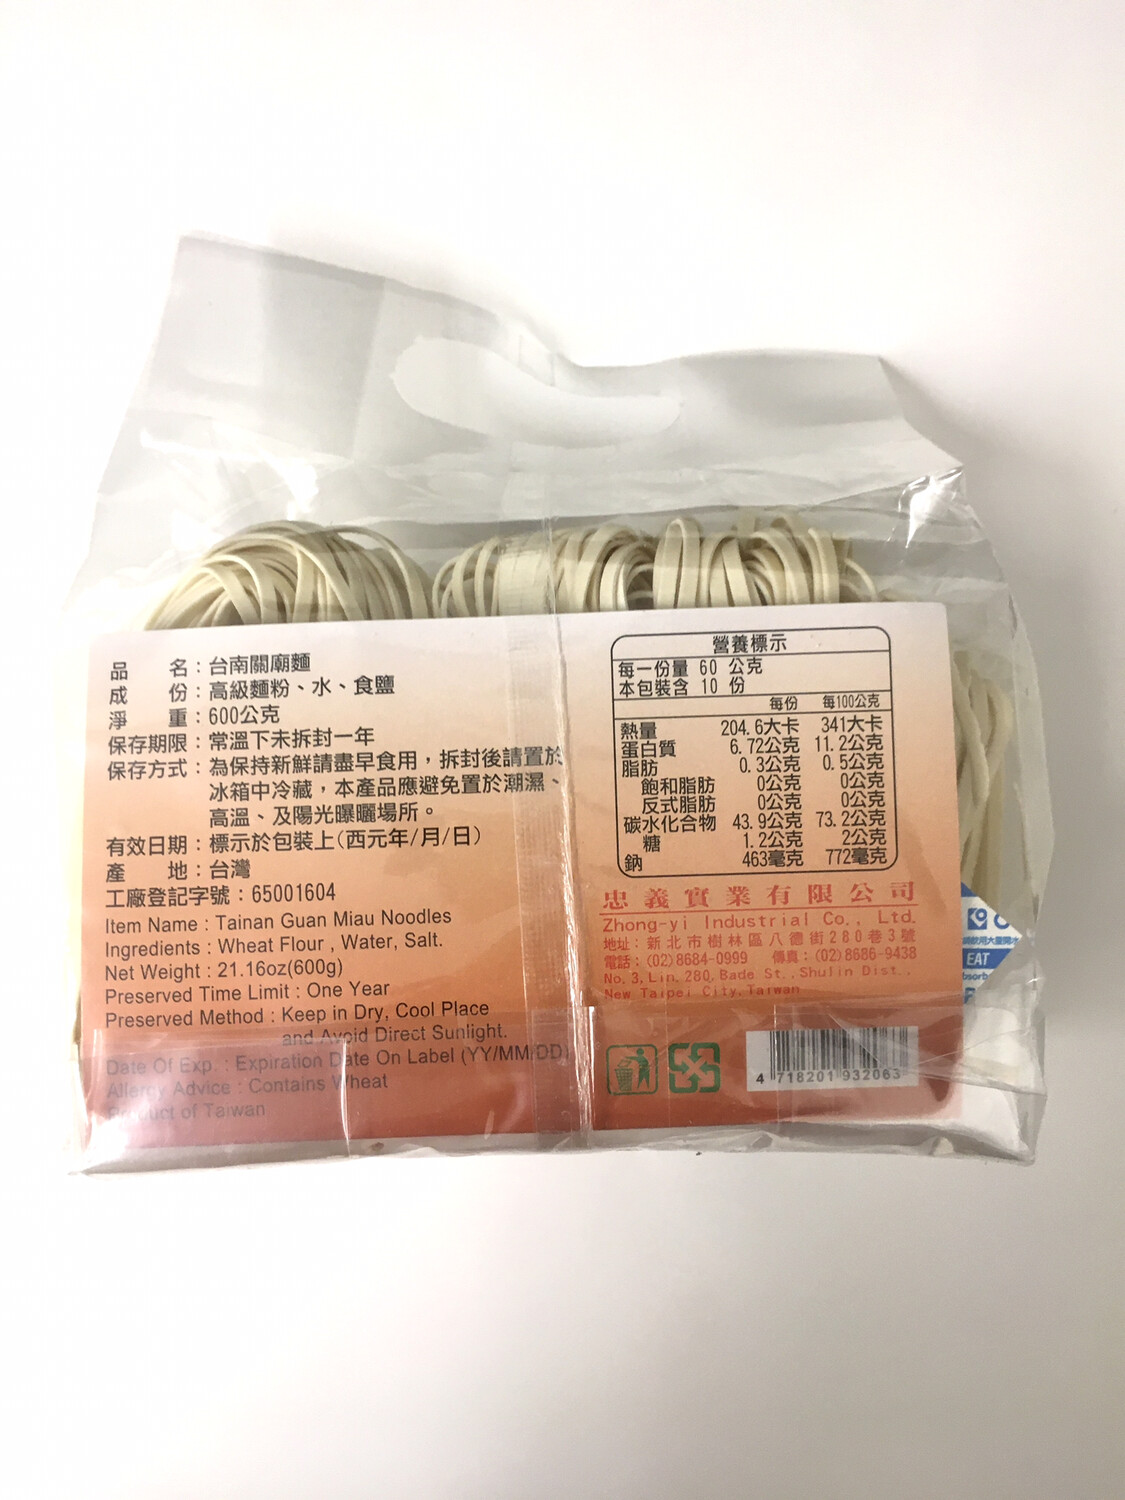 品 名：台南關廟麵
成 份：高級麵粉、水、食鹽
淨 重：600公克
保存期限：常溫下未拆封一年
保存方式：為保持新鮮請盡早食用，拆封後請置於
冰箱中冷藏，本產品應避免置於潮濕、
高溫、及陽光曝曬場所。
有效日期：標示於包裝上(西元年/月/日)
產 地：台灣
工廠登記字號：65001604
Item Name : Tainan Guan Miau Noodles
Ingredients : Wheat Flour , Water, Salt.
Net Weight : 21.16oz(600g)
Preserved Time Limit : One Year
Preserved Method : Keep in Dry, Cool Place
and Avoid Direct Sunlight.
Date Of Exp. : Expiration Date On Label (YY/MM/DD)
Allergy Advice : Contains Wheat
Product of Taiwan
營養標示
每一份量 60 公克
本包裝含 10 份
每份 每100公克
熱量 204.6大卡 341大卡
蛋白質 6.72公克 11.2公克
脂肪 0.3公克 0.5公克
飽和脂肪 0公克 0公克
反式脂肪 0公克 0公克
碳水化合物 43.9公克 73.2公克
糖 1.2公克 2公克
鈉 463毫克 772毫克
忠義實業有限公司
Zhong-yi Industrial Co., Ltd.
地址：新北市樹林區八德街280巷3號
電話：(02)8684-0999 傳真：(02)8686-9438
No. 3, Lin. 280, Bade St., Shulin Dist.,
New Taipei City, Taiwan
4 718201 932063
EAT